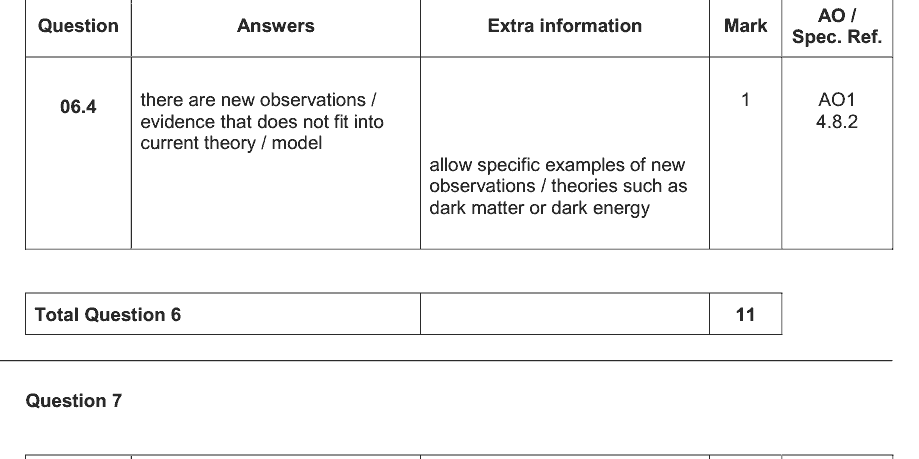 Question Answers Extra information Mark AO /
Spec. Ref.
06.4 there are new observations / 1 AO1
evidence that does not fit into 4.8.2
current theory / model
allow specific examples of new
observations / theories such as
dark matter or dark energy
Total Question 6 11
Question 7